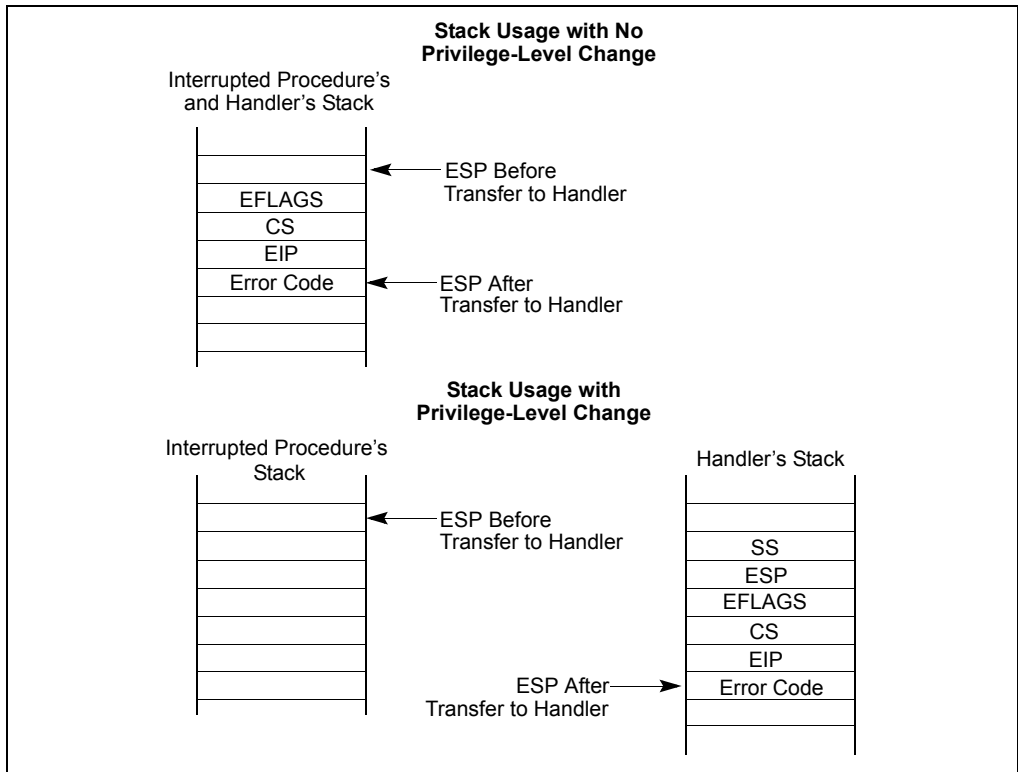 Stack Usage with No
Privilege-Level Change
Interrupted Procedure’s
and Handler’s Stack
ESP Before
Transfer to Handler
EFLAGS
CS
EIP
Error Code
ESP After
Transfer to Handler
Stack Usage with
Privilege-Level Change
Interrupted Procedure’s
Stack
Handler’s Stack
ESP Before
Transfer to Handler
SS
ESP
EFLAGS
CS
EIP
ESP After
Transfer to Handler
Error Code